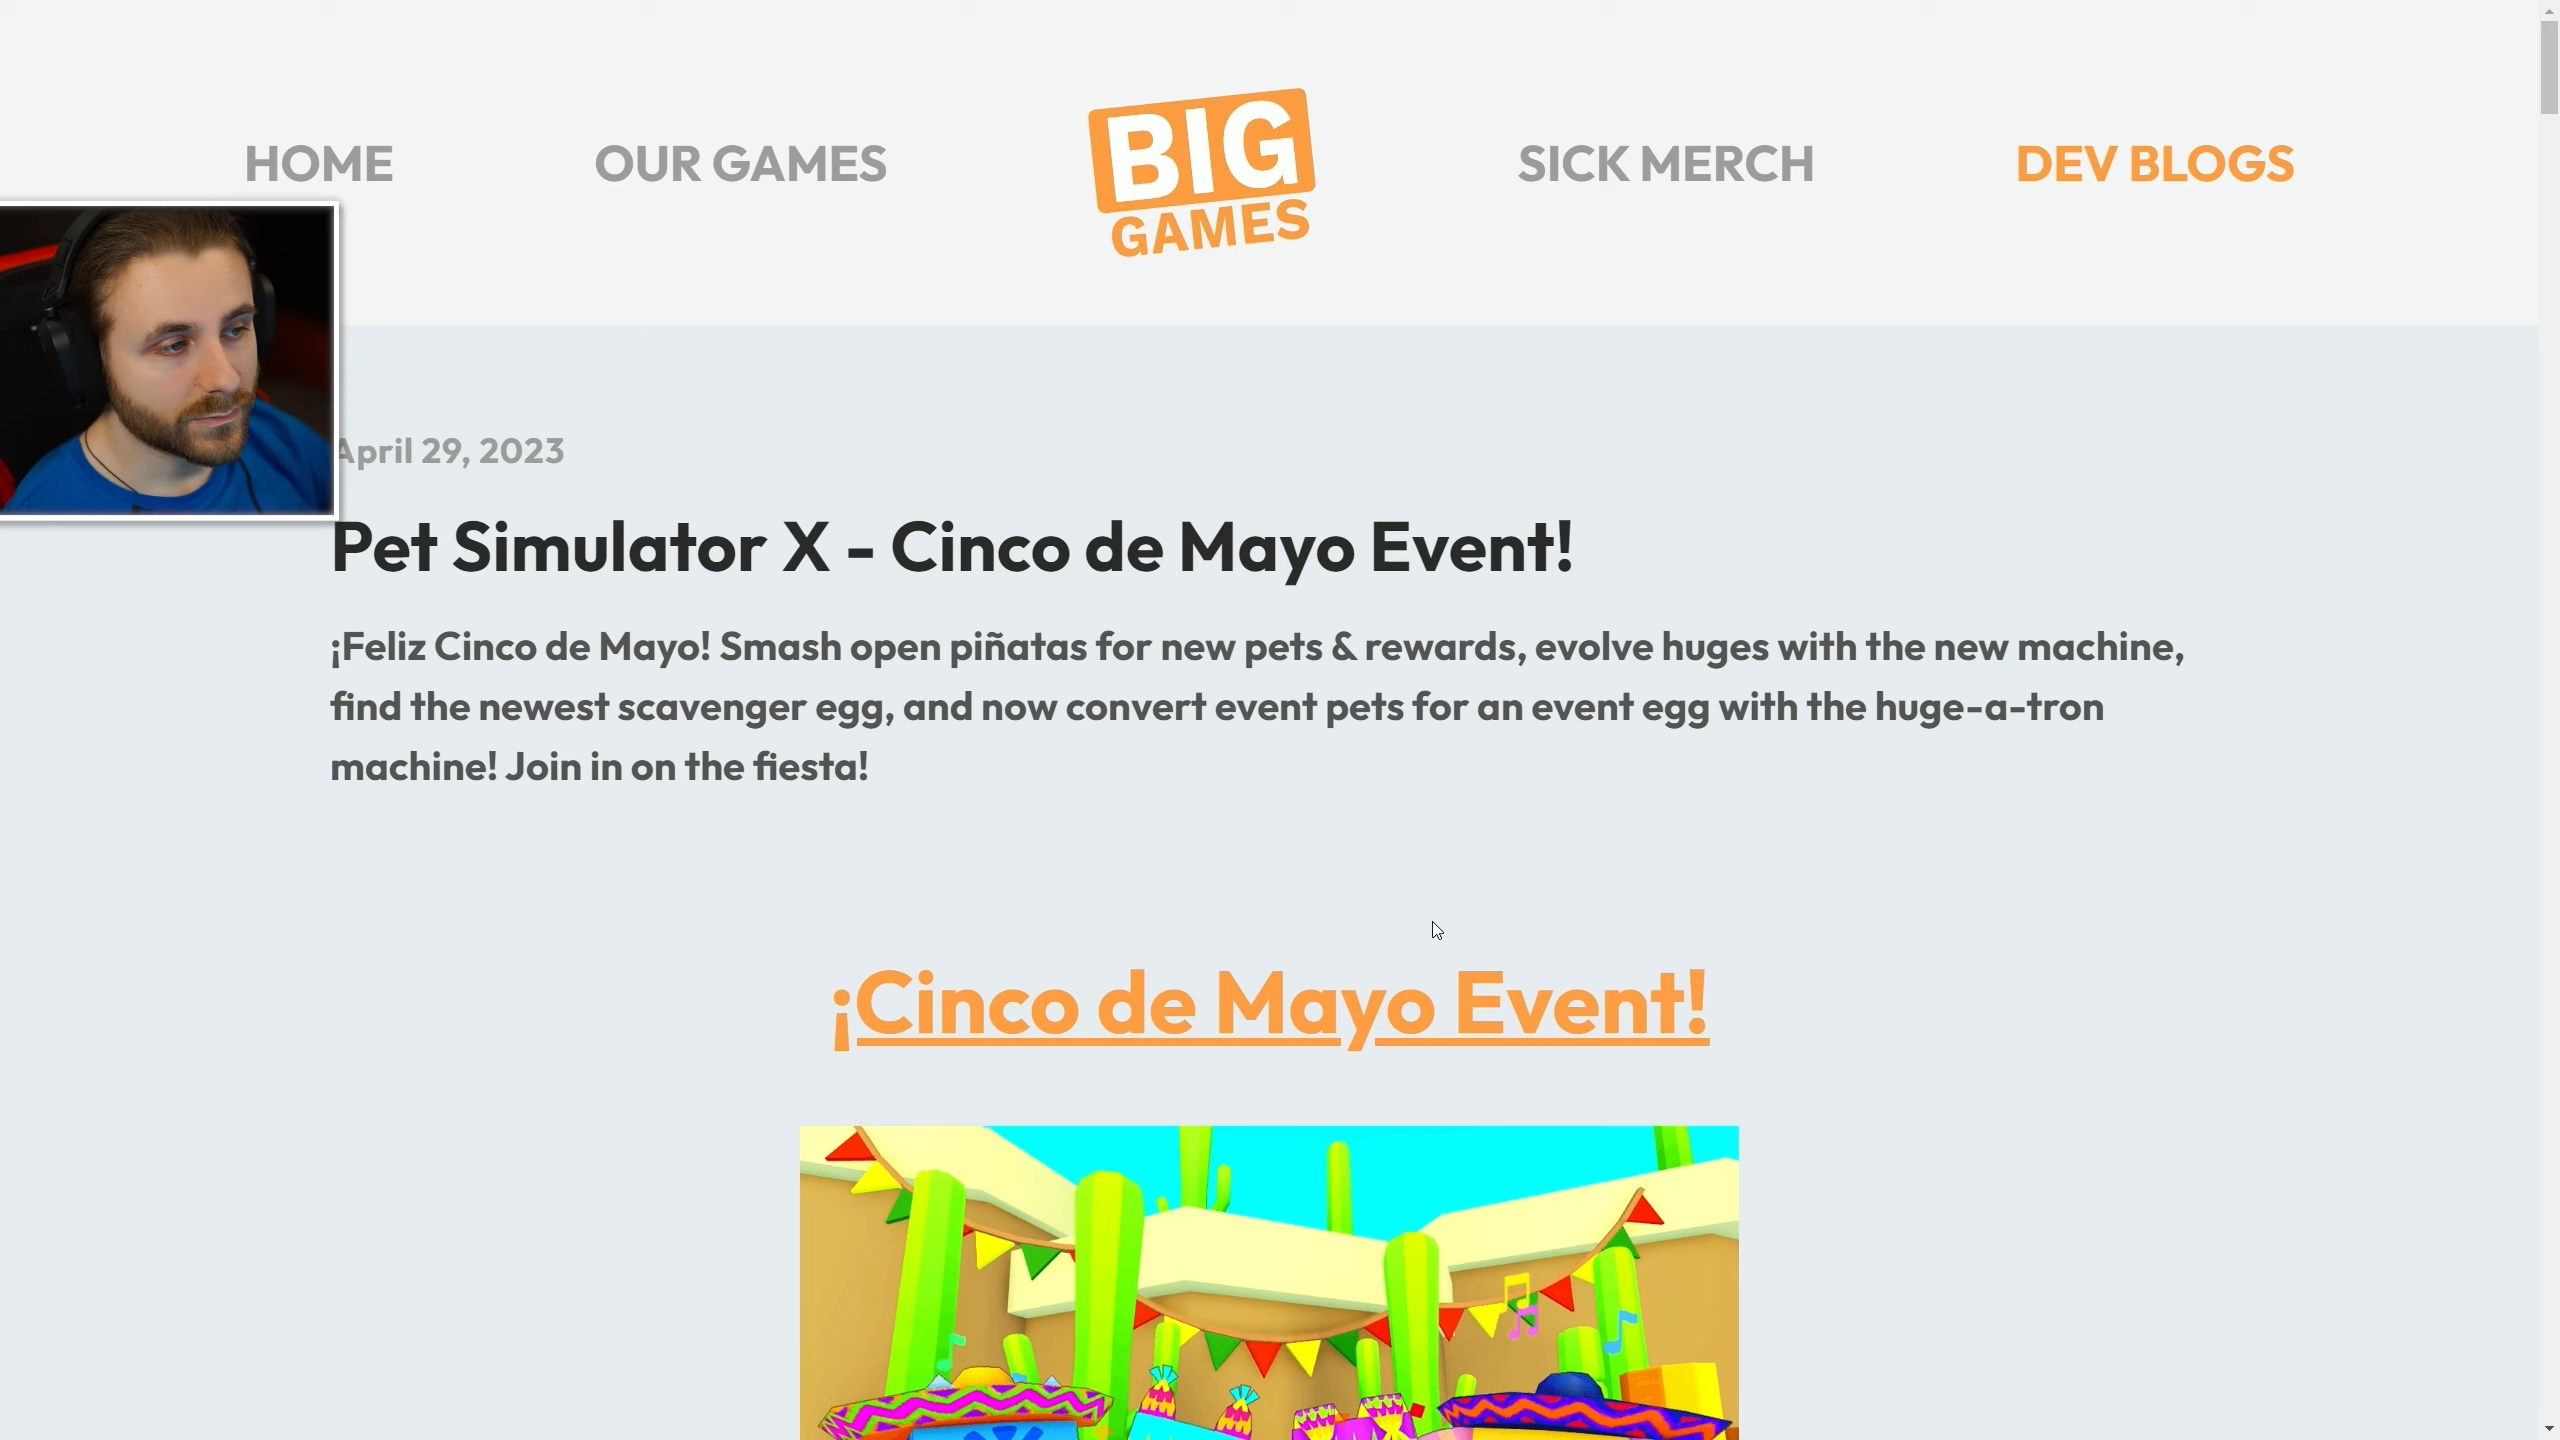 HOME
OUR GAMES
BIG
GAMES
SICK MERCH
DEV BLOGS
April 29, 2023
Pet Simulator X - Cinco de Mayo Event!
¡Feliz Cinco de Mayo! Smash open piñatas for new pets & rewards, evolve huges with the new machine,
find the newest scavenger egg, and now convert event pets for an event egg with the huge-a-tron
machine! Join in on the fiesta!
¡Cinco de Mayo Event!